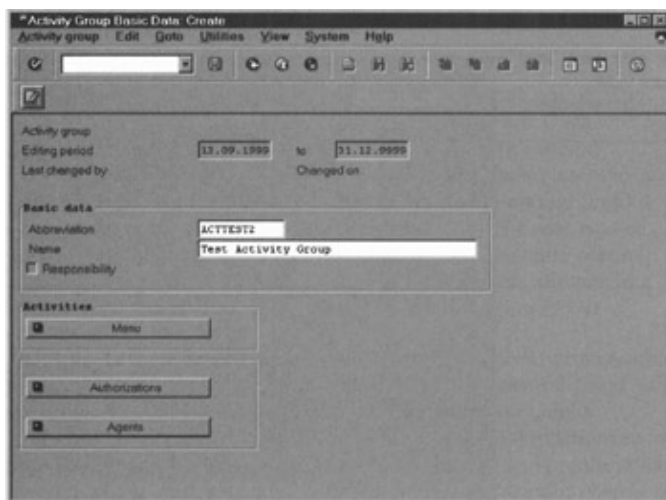 Activity Group Basic Data: Create
Activity group Edit Goto Utilities View System Help
Activity group
Editing period 13.09.1999 to 31.12.9999
Last changed by Changed on
Basic data
Abbreviation ACTTEST2
Name Test Activity Group
Responsibility
Activities
Menu
Authorizations
Agents